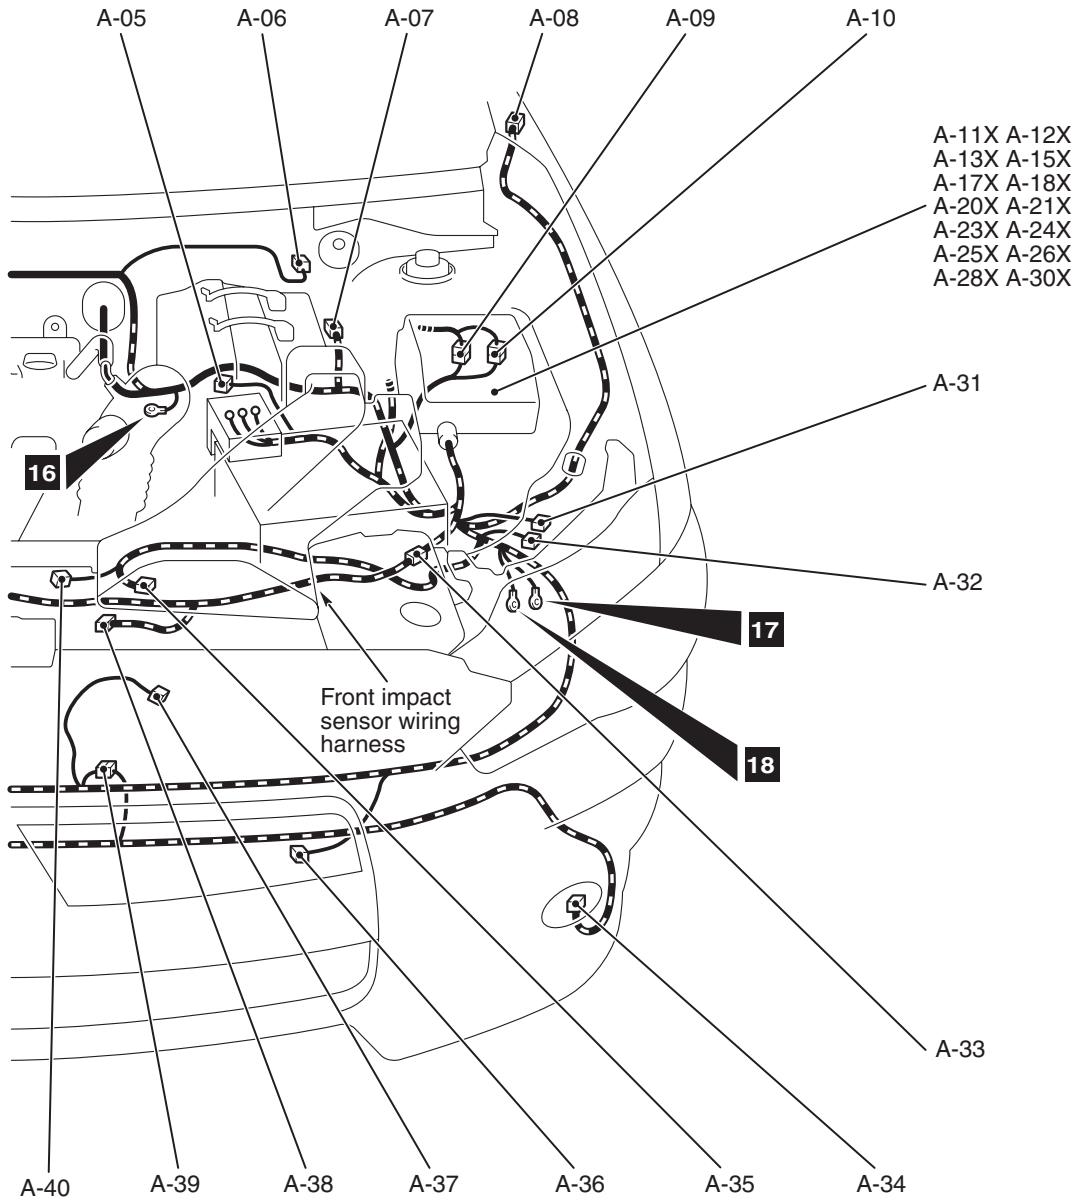 A-05 A-06 A-07 A-08 A-09 A-10
A-11X A-12X
A-13X A-15X
A-17X A-18X
A-20X A-21X
A-23X A-24X
A-25X A-26X
A-28X A-30X
A-31
16
A-32
17
Front impact
sensor wiring
harness
18
A-33
A-40 A-39 A-38 A-37 A-36 A-35 A-34